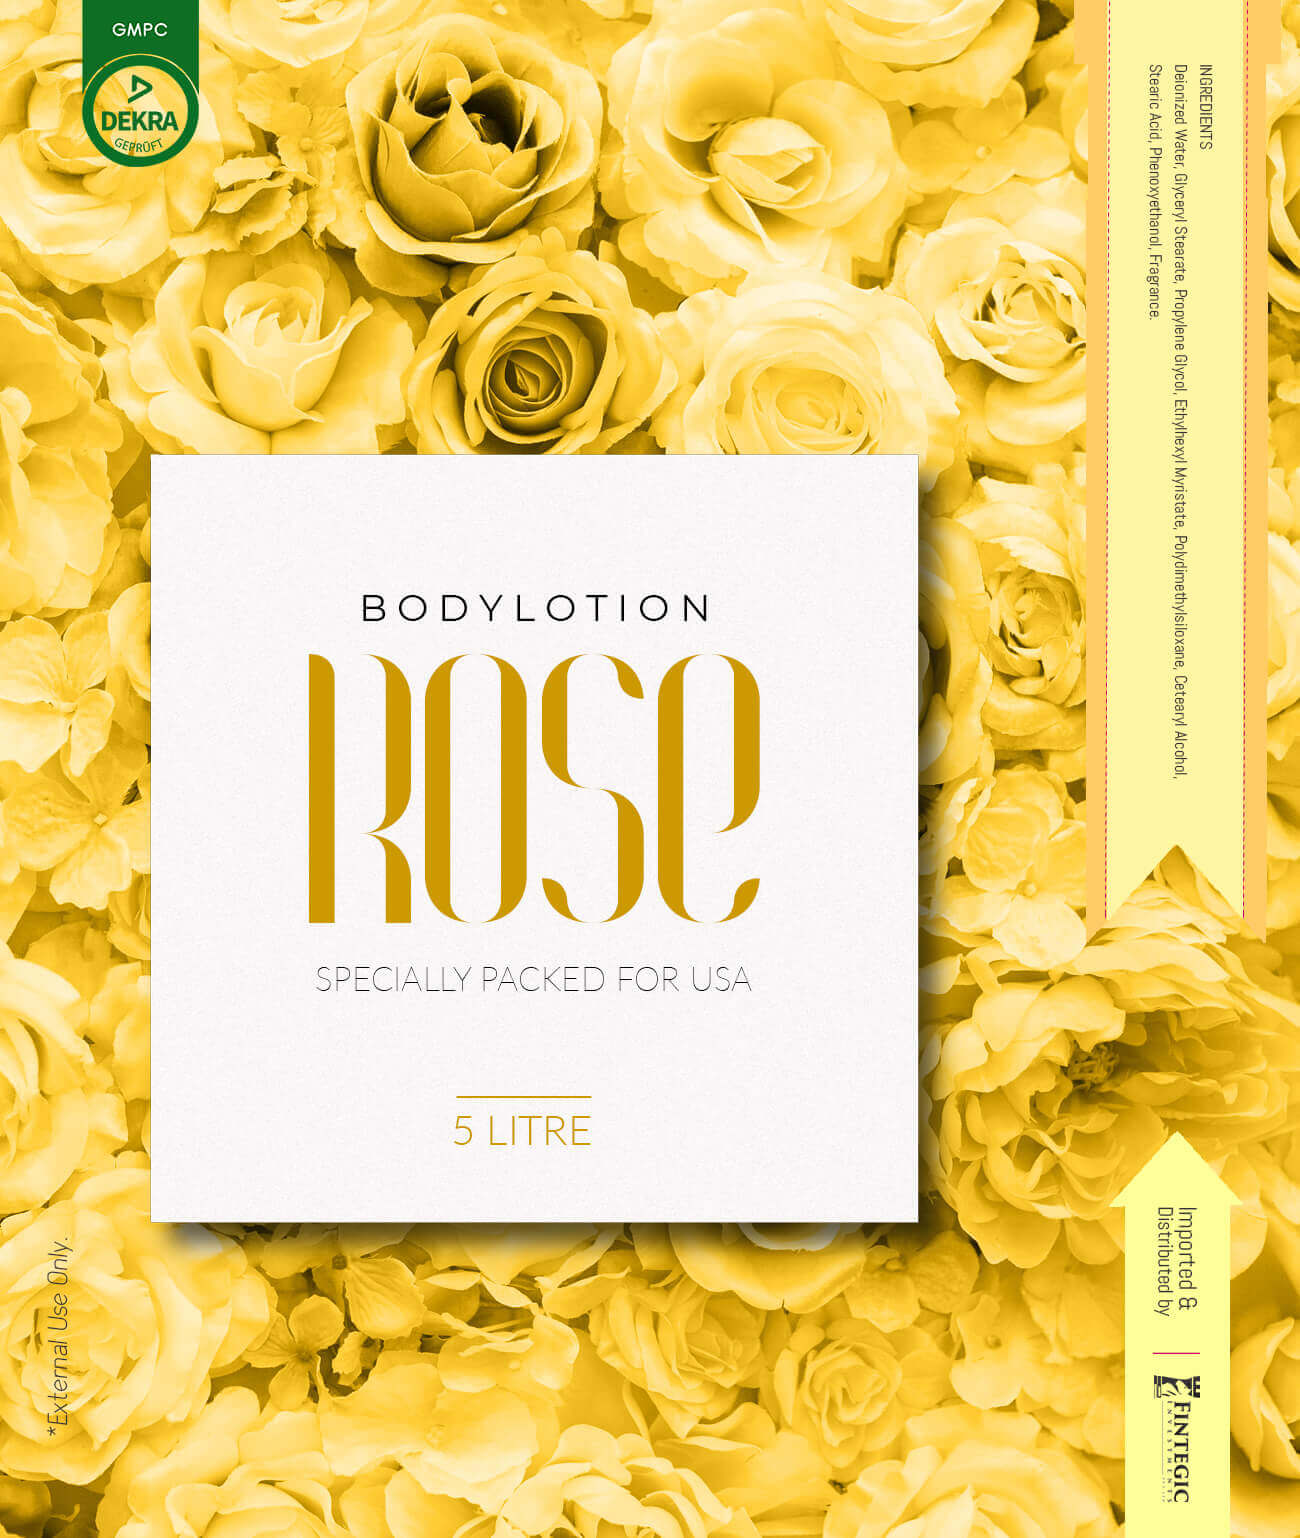 GMPC
DEKRA
GEPRÜFT
INGREDIENTS
Deionized Water, Glyceryl Stearate, Propylene Glycol, Ethylhexyl Myristate, Polydimethylsiloxane, Cetearyl Alcohol,
Stearic Acid, Phenoxyethanol, Fragrance.
BODYLOTION
ROSE
SPECIALLY PACKED FOR USA
5 LITRE
*External Use Only.
Imported &
Distributed by
FINTEGIC
INVESTMENTS